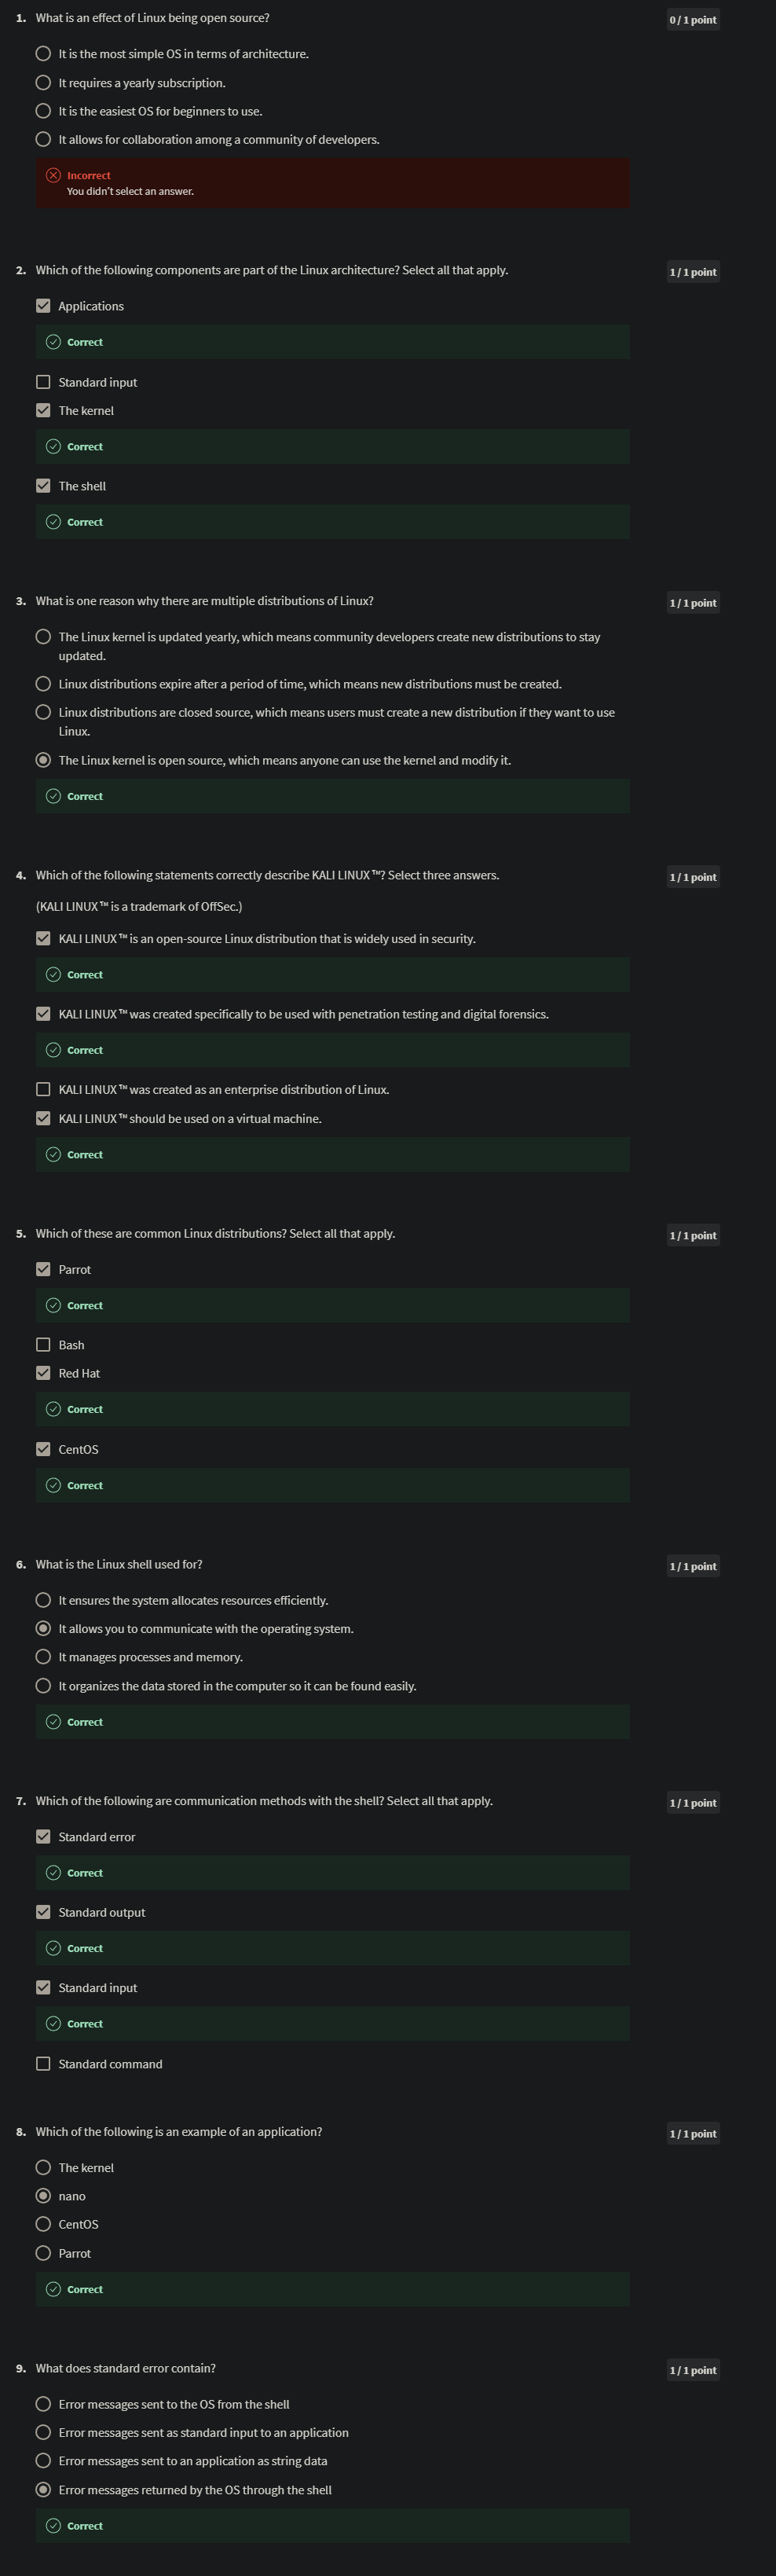 1. What is an effect of Linux being open source?
0 / 1 point
It is the most simple OS in terms of architecture.
It requires a yearly subscription.
It is the easiest OS for beginners to use.
It allows for collaboration among a community of developers.
Incorrect
You didn't select an answer.
2. Which of the following components are part of the Linux architecture? Select all that apply.
1 / 1 point
Applications
Correct
Standard input
The kernel
Correct
The shell
Correct
3. What is one reason why there are multiple distributions of Linux?
1 / 1 point
The Linux kernel is updated yearly, which means community developers create new distributions to stay
updated.
Linux distributions expire after a period of time, which means new distributions must be created.
Linux distributions are closed source, which means users must create a new distribution if they want to use
Linux.
The Linux kernel is open source, which means anyone can use the kernel and modify it.
Correct
4. Which of the following statements correctly describe KALI LINUX ™? Select three answers.
1 / 1 point
(KALI LINUX ™ is a trademark of OffSec.)
KALI LINUX ™ is an open-source Linux distribution that is widely used in security.
Correct
KALI LINUX ™ was created specifically to be used with penetration testing and digital forensics.
Correct
KALI LINUX ™ was created as an enterprise distribution of Linux.
KALI LINUX ™ should be used on a virtual machine.
Correct
5. Which of these are common Linux distributions? Select all that apply.
1 / 1 point
Parrot
Correct
Bash
Red Hat
Correct
CentOS
Correct
6. What is the Linux shell used for?
1 / 1 point
It ensures the system allocates resources efficiently.
It allows you to communicate with the operating system.
It manages processes and memory.
It organizes the data stored in the computer so it can be found easily.
Correct
7. Which of the following are communication methods with the shell? Select all that apply.
1 / 1 point
Standard error
Correct
Standard output
Correct
Standard input
Correct
Standard command
8. Which of the following is an example of an application?
1 / 1 point
The kernel
nano
CentOS
Parrot
Correct
9. What does standard error contain?
1 / 1 point
Error messages sent to the OS from the shell
Error messages sent as standard input to an application
Error messages sent to an application as string data
Error messages returned by the OS through the shell
Correct